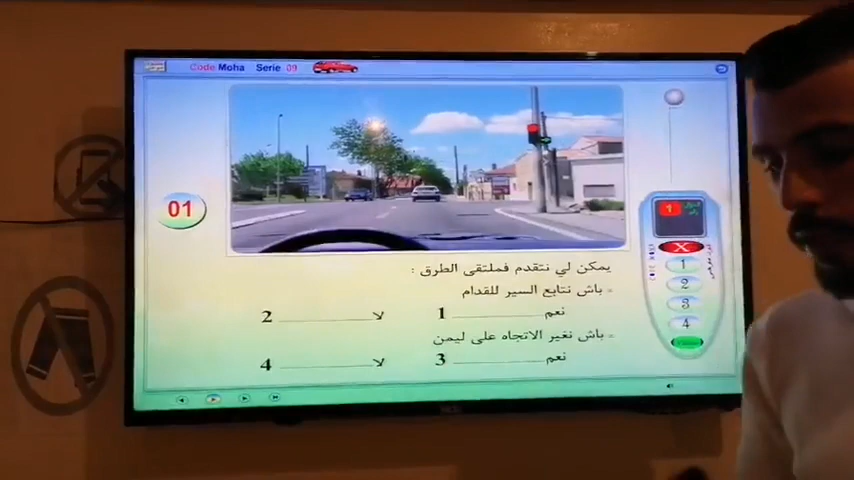 Code Moha Serie 09
01
1
يمكن لي نتقدم فملتقى الطرق :
- باش نتابع السير للقدام
نعم 1 لا 2
- باش نغير الاتجاه على ليمن
نعم 3 لا 4
X
1
2
3
4